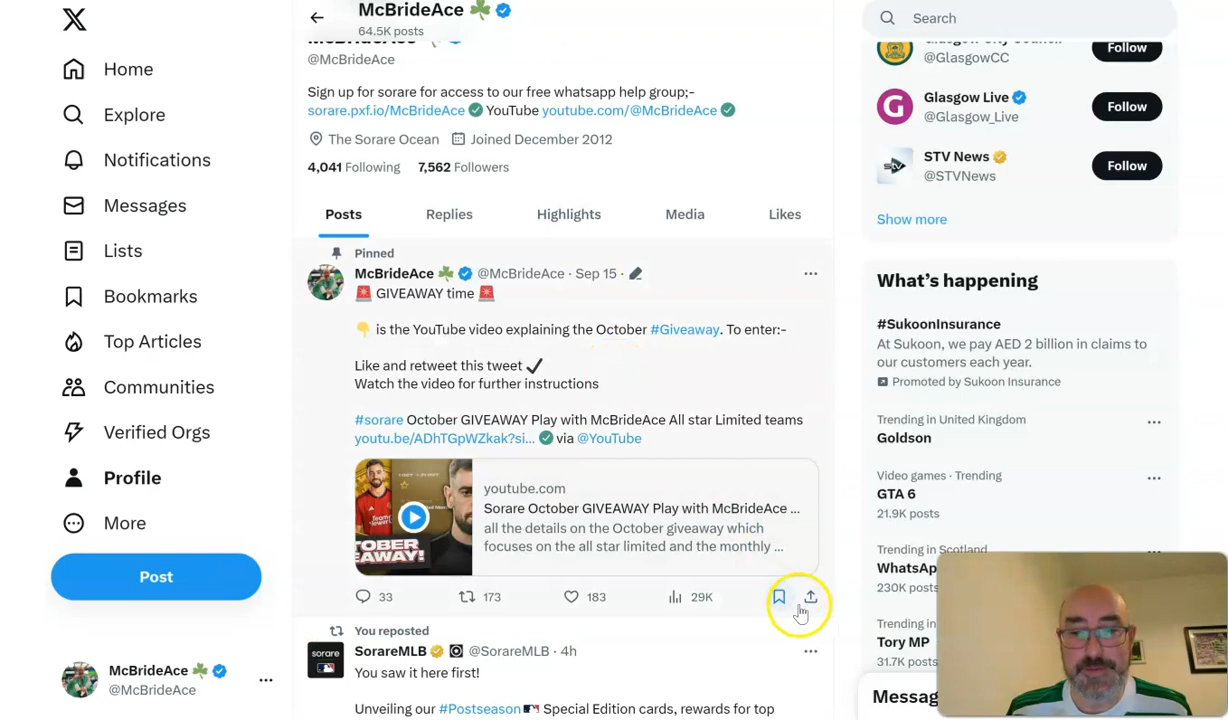 McBrideAce
64.5K posts
@McBrideAce
Sign up for sorare for access to our free whatsapp help group;-
sorare.pxf.io/McBrideAce YouTube youtube.com/@McBrideAce
The Sorare Ocean Joined December 2012
4,041 Following 7,562 Followers
Posts Replies Highlights Media Likes
Pinned
McBrideAce @McBrideAce · Sep 15 ·
GIVEAWAY time
is the YouTube video explaining the October #Giveaway. To enter:-
Like and retweet this tweet
Watch the video for further instructions
#sorare October GIVEAWAY Play with McBrideAce All star Limited teams
youtu.be/ADhTGpWZkak?si... via @YouTube
youtube.com
Sorare October GIVEAWAY Play with McBrideAce ...
all the details on the October giveaway which
focuses on the all star limited and the monthly ...
33 173 183 29K
You reposted
SorareMLB @SorareMLB · 4h
You saw it here first!
Unveiling our #Postseason Special Edition cards, rewards for top
X
Home
Explore
Notifications
Messages
Lists
Bookmarks
Top Articles
Communities
Verified Orgs
Profile
More
Post
McBrideAce
@McBrideAce
Search
@GlasgowCC
Follow
Glasgow Live
@Glasgow_Live
Follow
STV News
@STVNews
Follow
Show more
What's happening
#SukoonInsurance
At Sukoon, we pay AED 2 billion in claims to
our customers each year.
Promoted by Sukoon Insurance
Trending in United Kingdom
Goldson
Video games · Trending
GTA 6
21.9K posts
Trending in Scotland
WhatsAp
230K posts
Trending in
Tory MP
31.7K posts
Messag
sorare